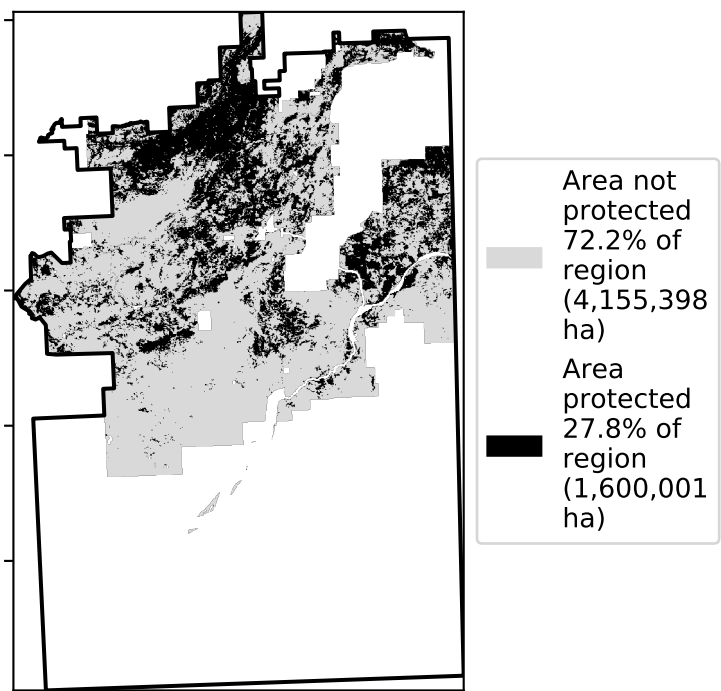 Area not
protected
72.2% of
region
(4,155,398
ha)
Area
protected
27.8% of
region
(1,600,001
ha)